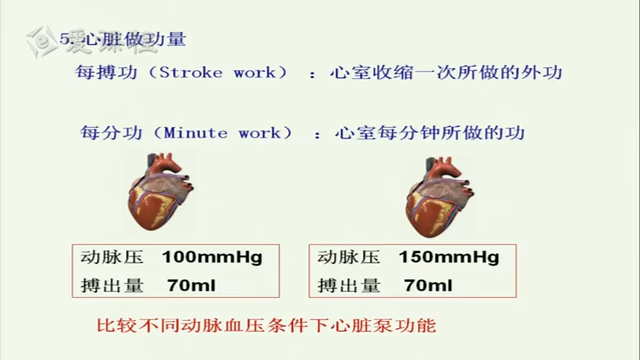 爱课程
5.心脏做功量
每搏功（Stroke work）：心室收缩一次所做的外功
每分功（Minute work）：心室每分钟所做的功
动脉压 100mmHg
搏出量 70ml
动脉压 150mmHg
搏出量 70ml
比较不同动脉血压条件下心脏泵功能